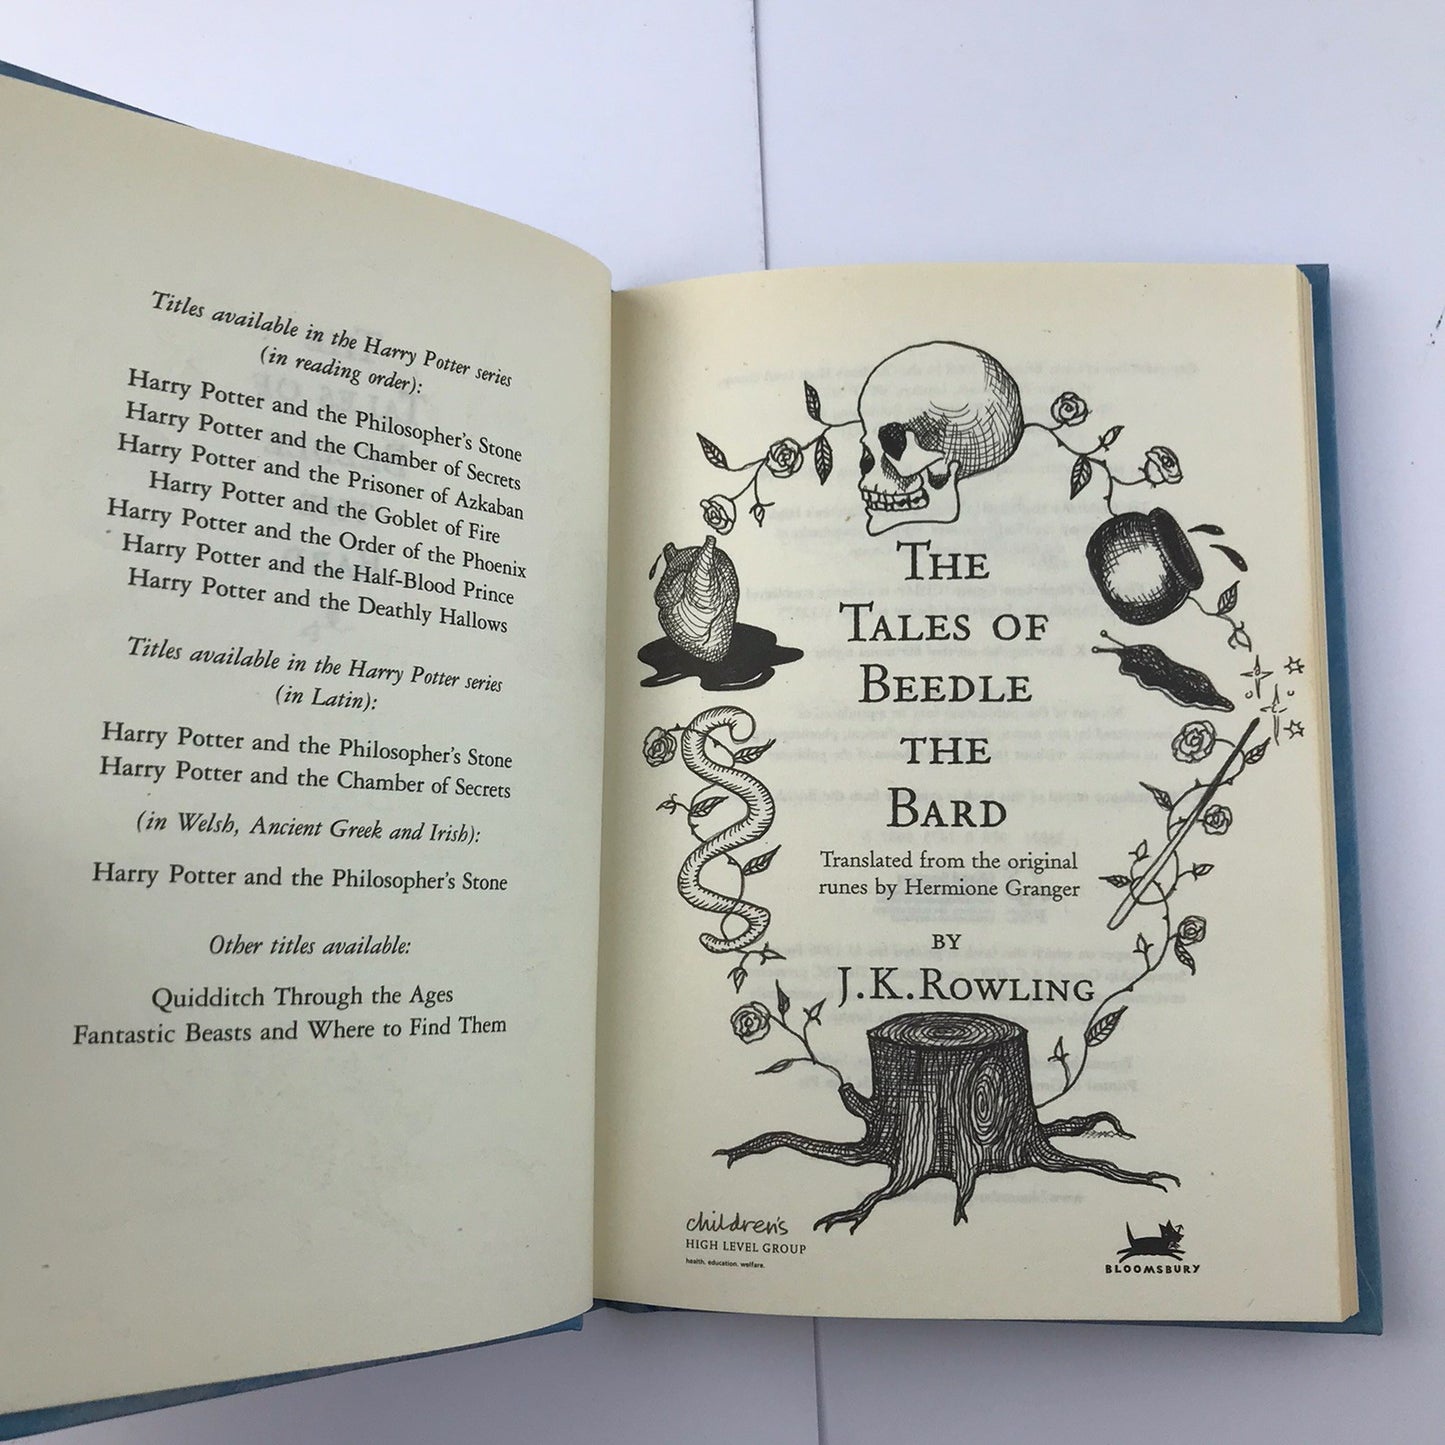 Titles available in the Harry Potter series
(in reading order):
Harry Potter and the Philosopher's Stone
Harry Potter and the Chamber of Secrets
Harry Potter and the Prisoner of Azkaban
Harry Potter and the Goblet of Fire
Harry Potter and the Order of the Phoenix
Harry Potter and the Half-Blood Prince
Harry Potter and the Deathly Hallows
Titles available in the Harry Potter series
(in Latin):
Harry Potter and the Philosopher's Stone
Harry Potter and the Chamber of Secrets
(in Welsh, Ancient Greek and Irish):
Harry Potter and the Philosopher's Stone
Other titles available:
Quidditch Through the Ages
Fantastic Beasts and Where to Find Them
THE
TALES OF
BEEDLE
THE
BARD
Translated from the original
runes by Hermione Granger
BY
J.K.ROWLING
children's
HIGH LEVEL GROUP
health. education. welfare.
BLOOMSBURY